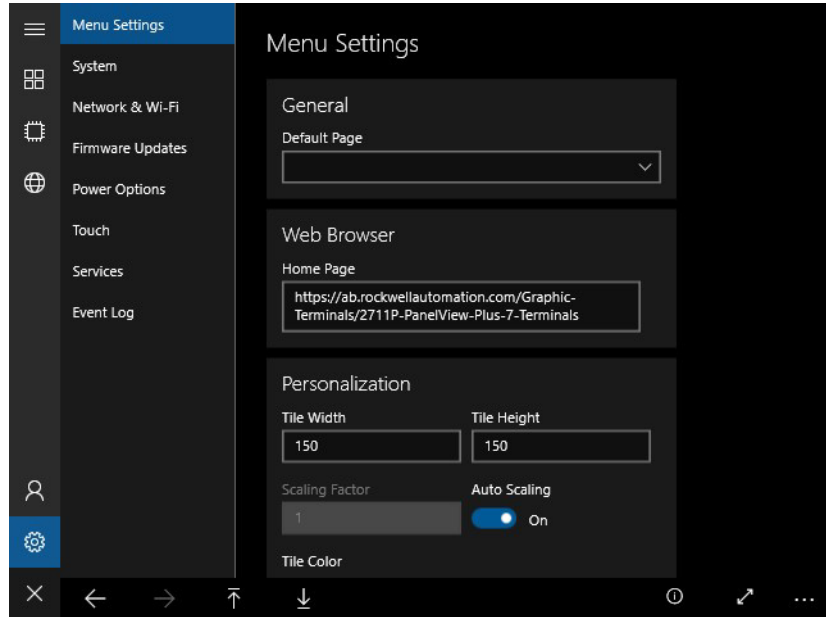 Menu Settings
System
Network & Wi-Fi
Firmware Updates
Power Options
Touch
Services
Event Log
Menu Settings
General
Default Page
Web Browser
Home Page
https://ab.rockwellautomation.com/Graphic-
Terminals/2711P-PanelView-Plus-7-Terminals
Personalization
Tile Width
Tile Height
150
150
Scaling Factor
Auto Scaling
1
On
Tile Color